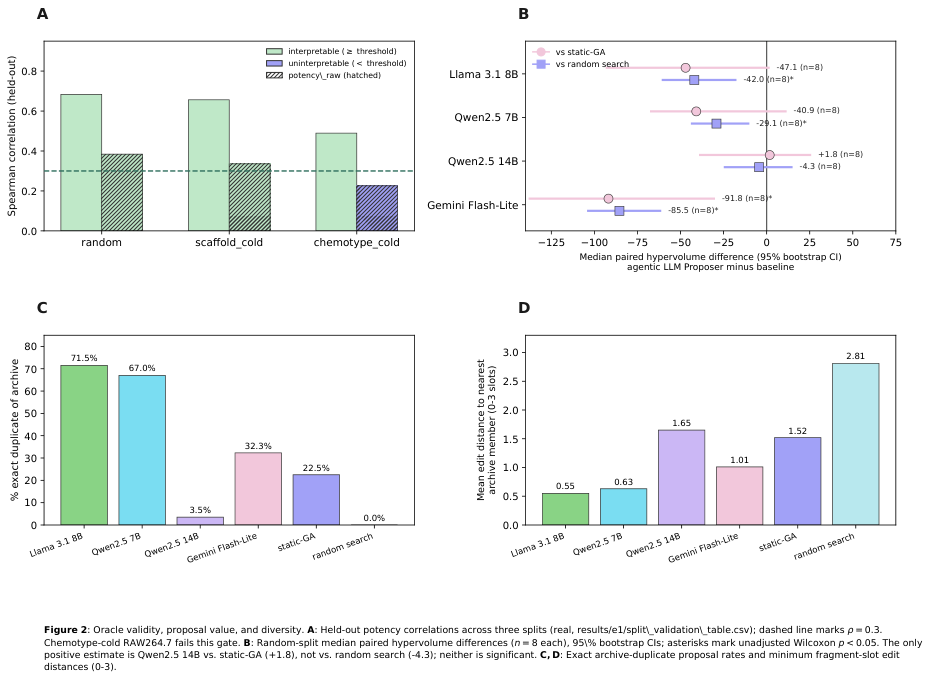 A
Spearman correlation (held-out)
0.8
0.6
0.4
0.2
0.0
interpretable (≥ threshold)
uninterpretable (< threshold)
potency\_raw (hatched)
random
scaffold_cold
chemotype_cold
B
vs static-GA
vs random search
Llama 3.1 8B
Qwen2.5 7B
Qwen2.5 14B
Gemini Flash-Lite
-47.1 (n=8)
-42.0 (n=8)*
-40.9 (n=8)
-29.1 (n=8)*
+1.8 (n=8)
-4.3 (n=8)
-91.8 (n=8)*
-85.5 (n=8)*
−125
−100
−75
−50
−25
0
25
50
75
Median paired hypervolume difference (95% bootstrap CI)
agentic LLM Proposer minus baseline
C
% exact duplicate of archive
80
70
60
50
40
30
20
10
0
71.5%
67.0%
3.5%
32.3%
22.5%
0.0%
Llama 3.1 8B
Qwen2.5 7B
Qwen2.5 14B
Gemini Flash-Lite
static-GA
random search
D
Mean edit distance to nearest
archive member (0-3 slots)
3.0
2.5
2.0
1.5
1.0
0.5
0.0
0.55
0.63
1.65
1.01
1.52
2.81
Llama 3.1 8B
Qwen2.5 7B
Qwen2.5 14B
Gemini Flash-Lite
static-GA
random search
Figure 2: Oracle validity, proposal value, and diversity. A: Held-out potency correlations across three splits (real, results/e1/split\_validation\_table.csv); dashed line marks ρ = 0.3.
Chemotype-cold RAW264.7 fails this gate. B: Random-split median paired hypervolume differences (n = 8 each), 95\% bootstrap CIs; asterisks mark unadjusted Wilcoxon p < 0.05. The only
positive estimate is Qwen2.5 14B vs. static-GA (+1.8), not vs. random search (-4.3); neither is significant. C, D: Exact archive-duplicate proposal rates and minimum fragment-slot edit
distances (0-3).